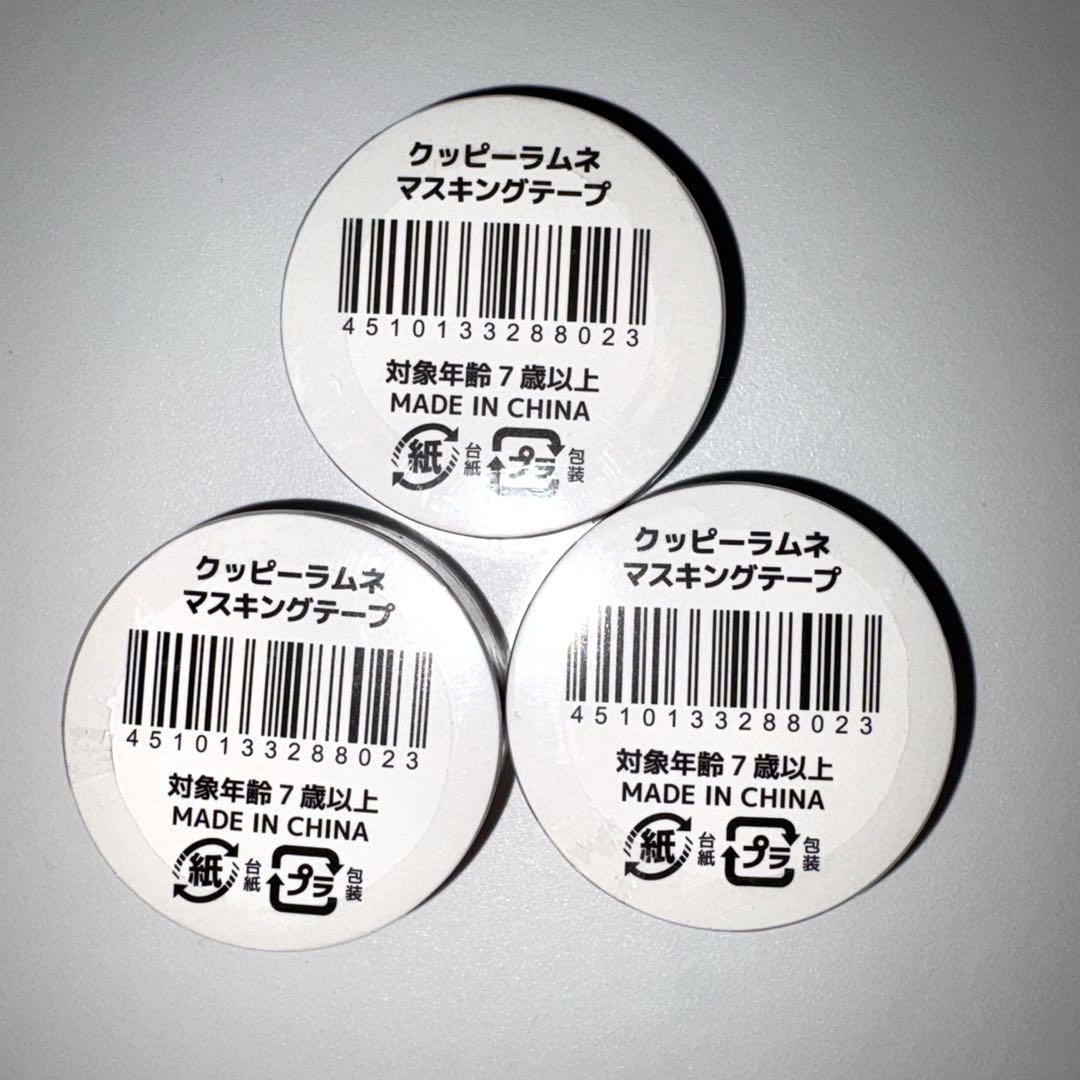 クッピーラムネ
マスキングテープ
4510133288023
対象年齢7歳以上
MADE IN CHINA
紙 台紙 プラ 包装
クッピーラムネ
マスキングテープ
4510133288023
対象年齢7歳以上
MADE IN CHINA
紙 台紙 プラ 包装
クッピーラムネ
マスキングテープ
4510133288023
対象年齢7歳以上
MADE IN CHINA
紙 台紙 プラ 包装